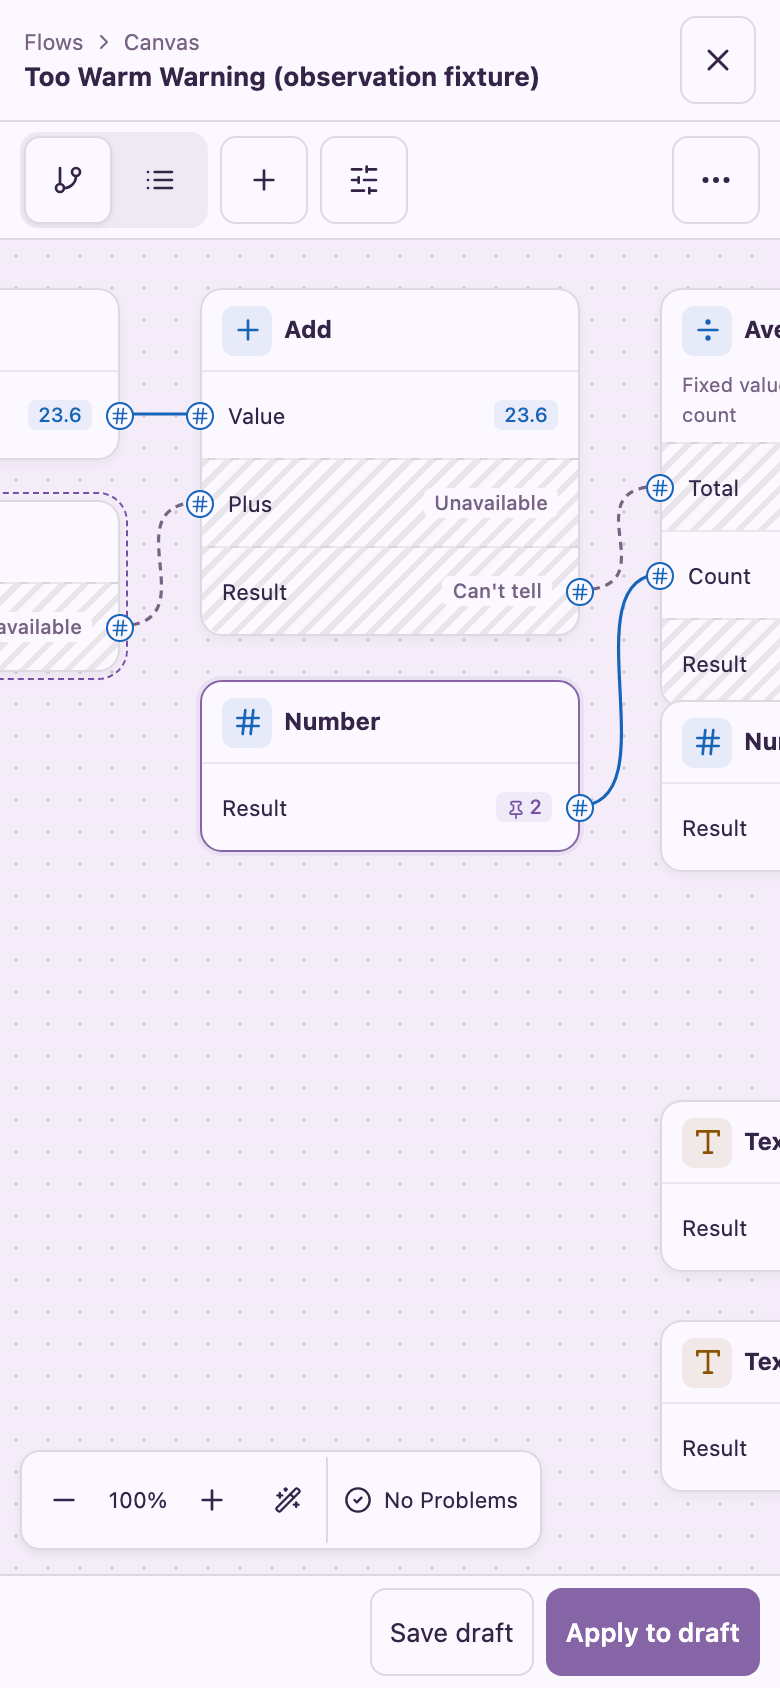 Flows > Canvas
Too Warm Warning (observation fixture)
Add
23.6
Value
23.6
Plus
Unavailable
Result
Can't tell
Fixed
count
Total
Count
Result
Number
Result
2
Result
Result
Result
100%
No Problems
Save draft
Apply to draft